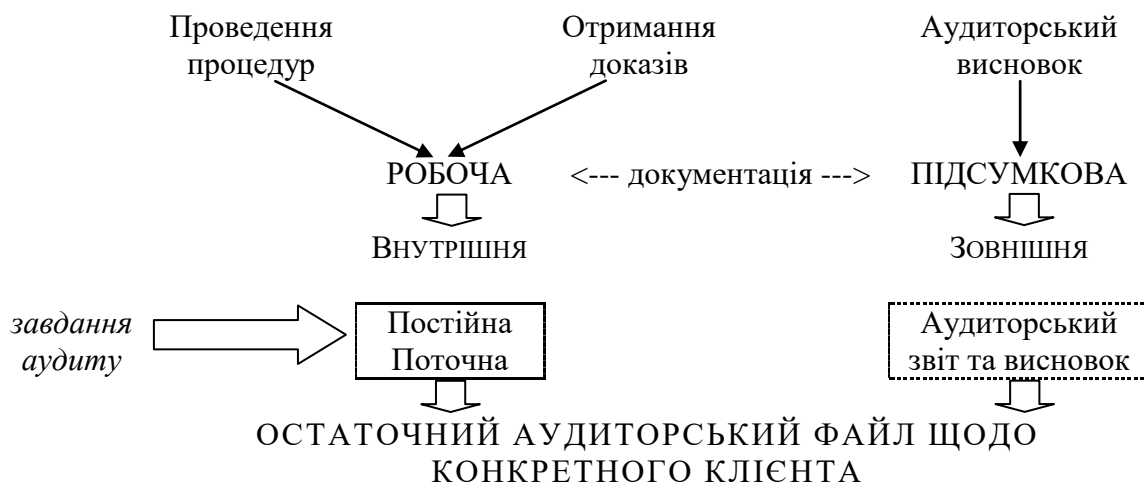 Проведення процедур
Отримання доказів
Аудиторський висновок
РОБОЧА <--- документація ---> ПІДСУМКОВА
ВНУТРІШНЯ
ЗОВНІШНЯ
завдання аудиту
Постійна
Поточна
Аудиторський
звіт та висновок
ОСТАТОЧНИЙ АУДИТОРСЬКИЙ ФАЙЛ ЩОДО
КОНКРЕТНОГО КЛІЄНТА